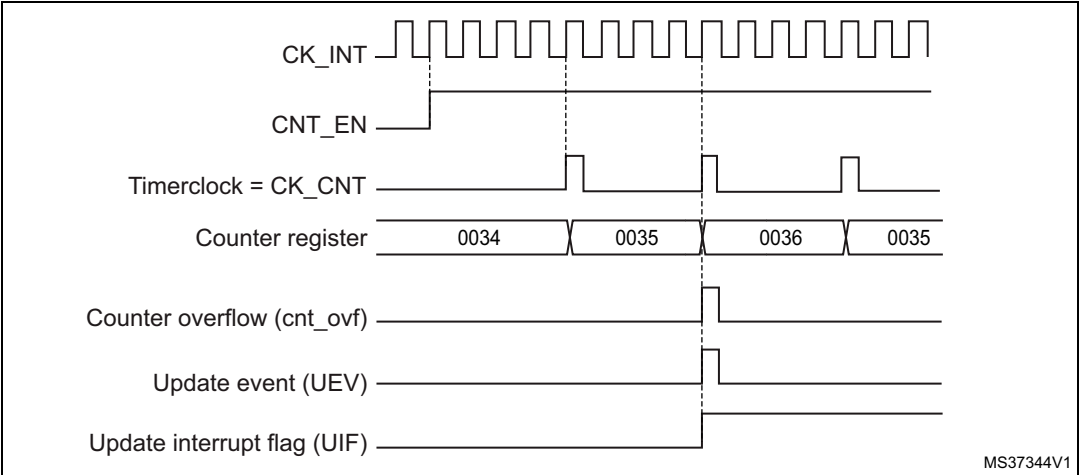 CK_INT
CNT_EN
Timerclock = CK_CNT
Counter register 0034 0035 0036 0035
Counter overflow (cnt_ovf)
Update event (UEV)
Update interrupt flag (UIF)
MS37344V1